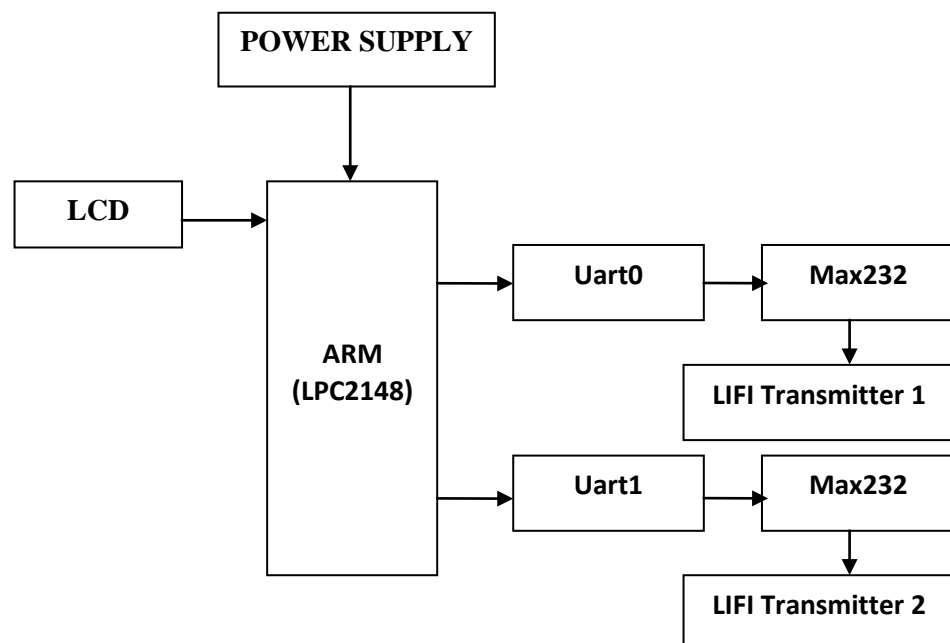 POWER SUPPLY
LCD
ARM
(LPC2148)
Uart0
Max232
LIFI Transmitter 1
Uart1
Max232
LIFI Transmitter 2